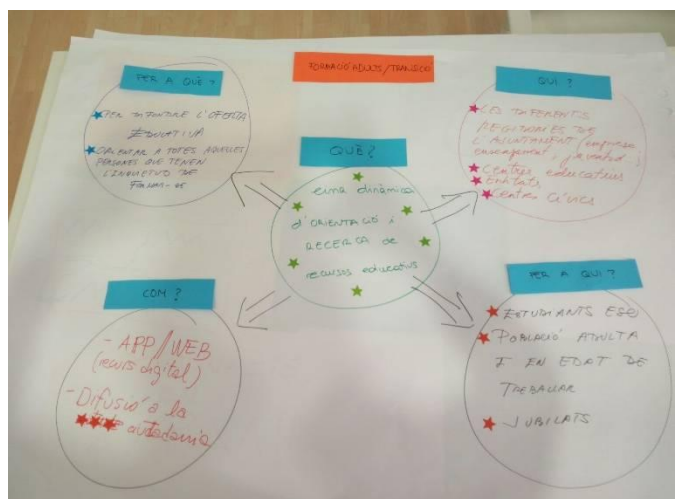 FORMACIÓ ADULTS/TRANSICIÓ
PER A QUÈ?
PER L'OFERTA
EDUCATIVA
ORIENTAR A TOTES AQUELLES
PERSONES QUE TENEN
L'INQUIETUD DE
FORMAR-SE
QUÈ?
eina dinàmica
d'ORIENTACIÓ i
RECERCA de
recursos educatius
QUI?
LES DIFERENTS
REGIDORIES DE
L'AJUNTAMENT (empresa
ensenyament, joventut...)
Centres educatius
Entitats
Centres Cívics
COM?
- APP/WEB
(recurs digital)
- Difusió a la
ciutadania
PER A QUI?
ESTUDIANTS ESO
POBLACIÓ ADULTA
I EN EDAT DE
TREBALLAR
JUBILATS